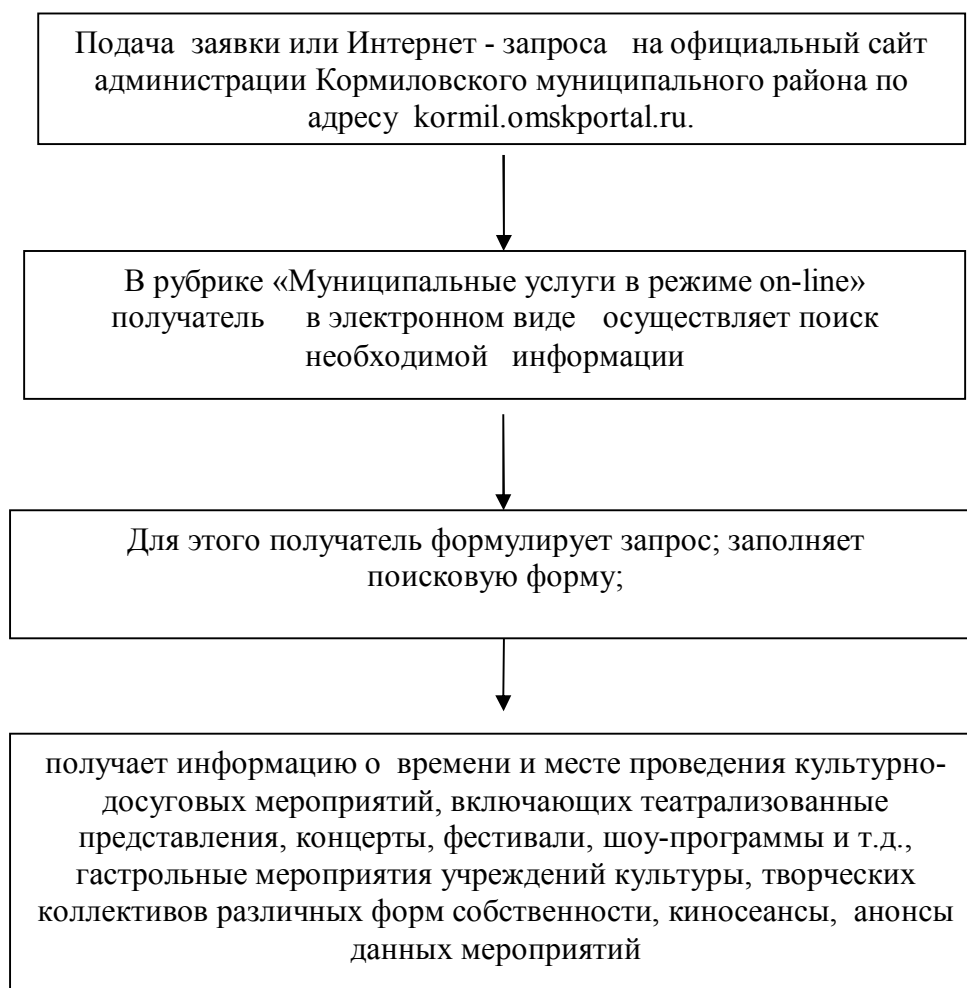 Подача заявки или Интернет - запроса на официальный сайт
администрации Кормиловского муниципального района по
адресу kormil.omskportal.ru.
В рубрике «Муниципальные услуги в режиме on-line»
получатель в электронном виде осуществляет поиск
необходимой информации
Для этого получатель формулирует запрос; заполняет
поисковую форму;
получает информацию о времени и месте проведения культурно-
досуговых мероприятий, включающих театрализованные
представления, концерты, фестивали, шоу-программы и т.д.,
гастрольные мероприятия учреждений культуры, творческих
коллективов различных форм собственности, киносеансы, анонсы
данных мероприятий